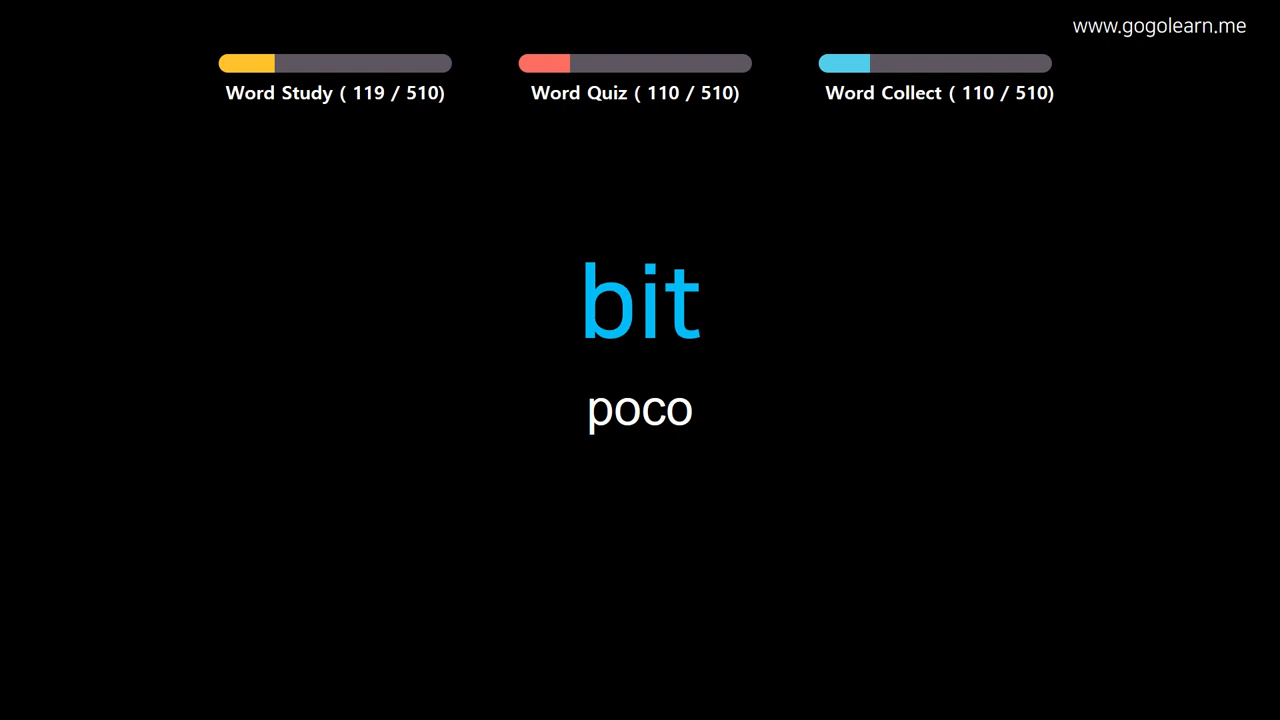 www.gogolearn.me
Word Study ( 119 / 510)
Word Quiz ( 110 / 510)
Word Collect ( 110 / 510)
bit
poco